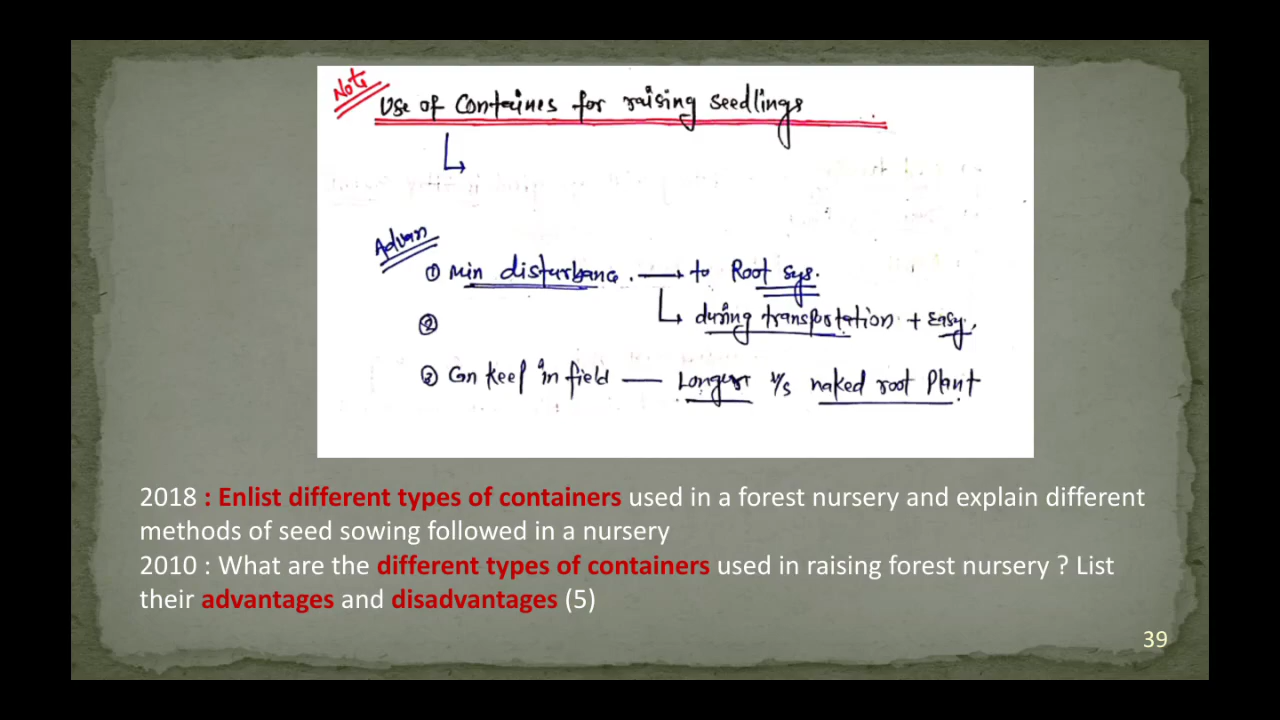 Note
Use of Containes for raising seedlings
Advan
① Min disturbanc. → to Root sys.
↳ during transportation + Easy.
②
③ Can keep in field — Longer v/s naked root Plant
2018 : Enlist different types of containers used in a forest nursery and explain different
methods of seed sowing followed in a nursery
2010 : What are the different types of containers used in raising forest nursery ? List
their advantages and disadvantages (5)
39